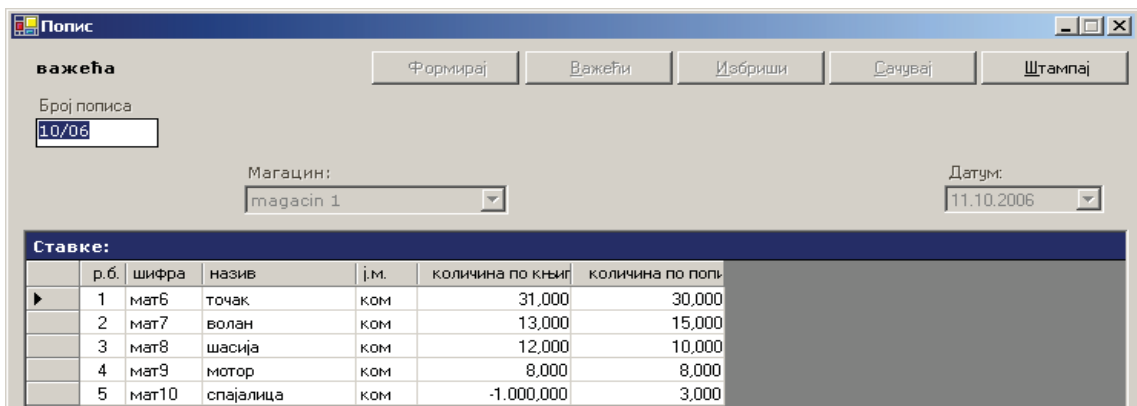 Попис
важећа Формирај Важећи Избриши Сачувај Штампај
Број пописа
10/06
Магацин: Датум:
magacin 1 11.10.2006
Ставке:
р.б. шифра назив ј.м. количина по књиг количина по попи
1 мат6 точак ком 31,000 30,000
2 мат7 волан ком 13,000 15,000
3 мат8 шасија ком 12,000 10,000
4 мат9 мотор ком 8,000 8,000
5 мат10 спајалица ком -1.000,000 3,000